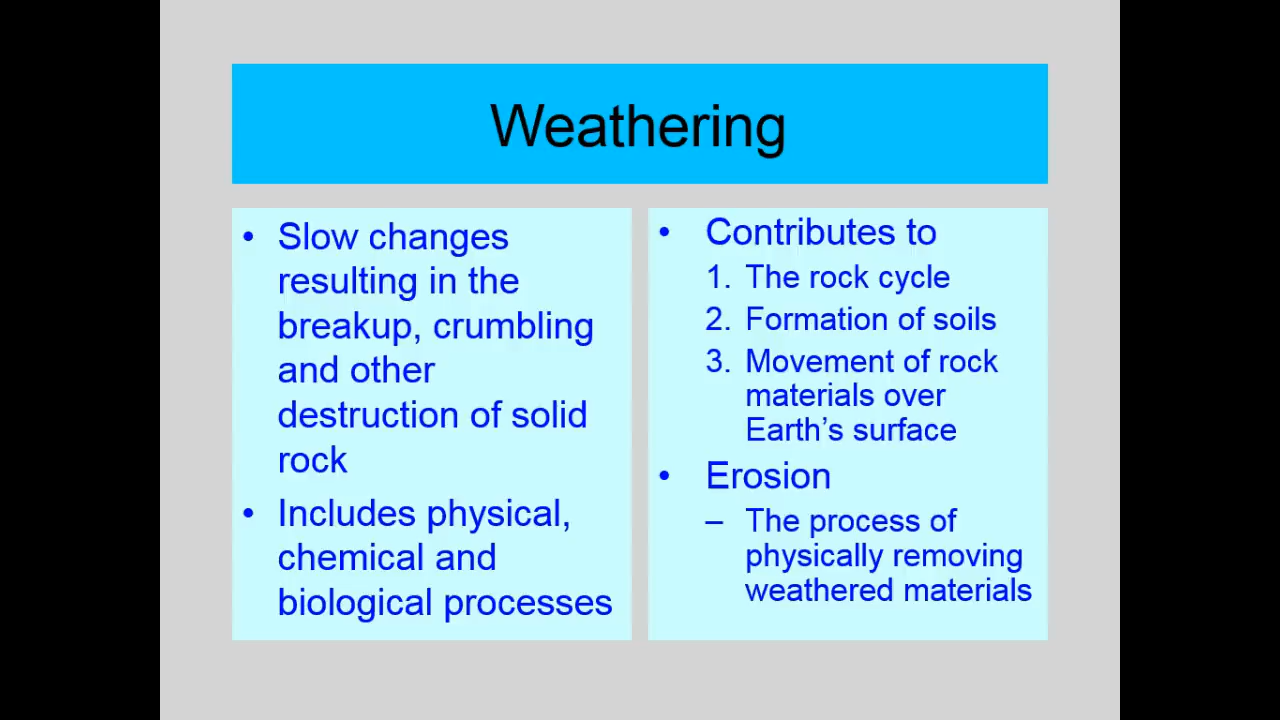 Weathering
• Slow changes
resulting in the
breakup, crumbling
and other
destruction of solid
rock
• Includes physical,
chemical and
biological processes
• Contributes to
1. The rock cycle
2. Formation of soils
3. Movement of rock
materials over
Earth's surface
• Erosion
– The process of
physically removing
weathered materials